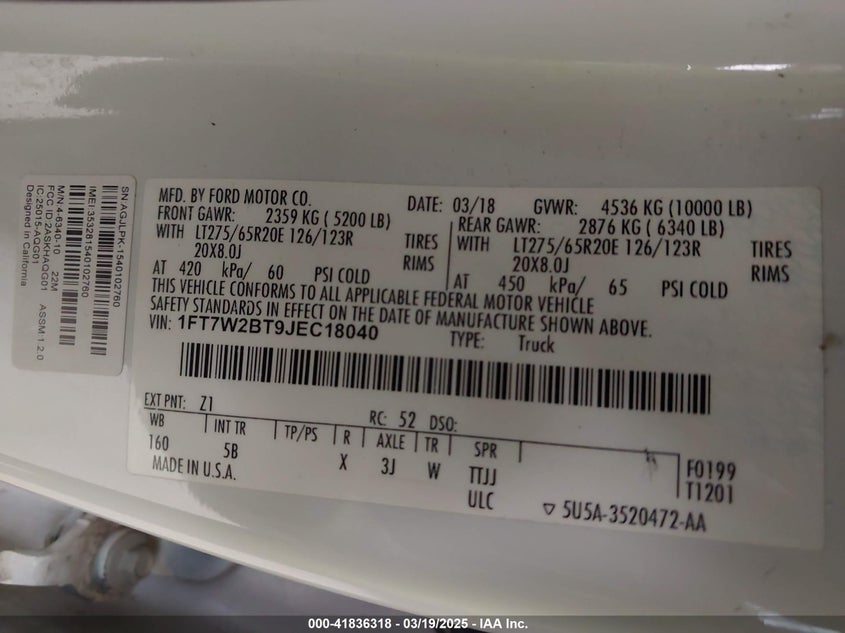 SN:AGJLPK-1540102760
IMEI:353281540102760
M/N 4-6340-10 22M
FCC ID:2ASKHAQG01 ASSM:1.2.0
IC:25015-AQG01
Designed in California
MFD. BY FORD MOTOR CO.
DATE: 03/18 GVWR: 4536 KG (10000 LB)
FRONT GAWR: 2359 KG ( 5200 LB)
WITH LT275/65R20E 126/123R TIRES
20X8.0J RIMS
AT 420 kPa/ 60 PSI COLD
REAR GAWR: 2876 KG ( 6340 LB)
WITH LT275/65R20E 126/123R TIRES
20X8.0J RIMS
AT 450 kPa/ 65 PSI COLD
THIS VEHICLE CONFORMS TO ALL APPLICABLE FEDERAL MOTOR VEHICLE
SAFETY STANDARDS IN EFFECT ON THE DATE OF MANUFACTURE SHOWN ABOVE.
VIN: 1FT7W2BT9JEC18040 TYPE: Truck
EXT PNT: Z1 RC: 52 DSO:
WB INT TR TP/PS R AXLE TR SPR
160 5B X 3J W TTJJ
ULC
F0199
T1201
MADE IN U.S.A.
5U5A-3520472-AA
000-41836318 - 03/19/2025 - IAA Inc.